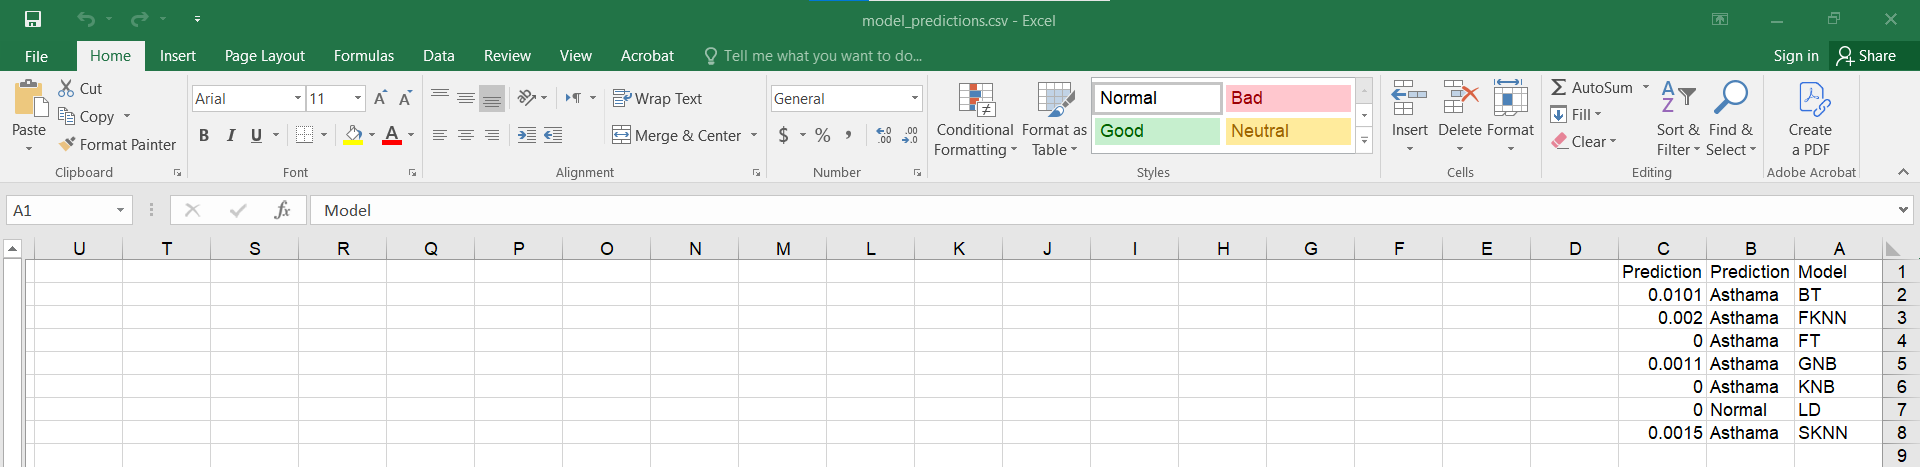 model_predictions.csv - Excel
File Home Insert Page Layout Formulas Data Review View Acrobat Tell me what you want to do... Sign in Share
Paste Cut Copy Format Painter Clipboard
Arial 11 A A B I U A Font
Wrap Text Merge & Center Alignment
General $ % , .0 .00 .00 .0 Number
Conditional Formatting Format as Table Normal Bad Good Neutral Styles
Insert Delete Format Cells
AutoSum Fill Clear Sort & Filter Find & Select Editing
Create a PDF Adobe Acrobat
A1 fx Model
U T S R Q P O N M L K J I H G F E D C B A
Prediction Prediction Model 1
0.0101 Asthama BT 2
0.002 Asthama FKNN 3
0 Asthama FT 4
0.0011 Asthama GNB 5
0 Asthama KNB 6
0 Normal LD 7
0.0015 Asthama SKNN 8
9